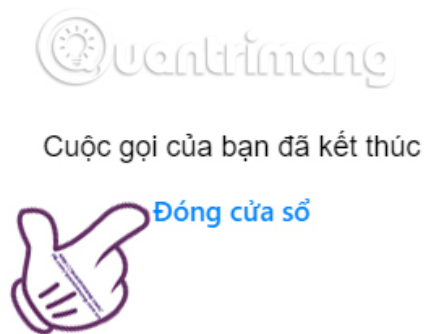 Quantrimang
Cuộc gọi của bạn đã kết thúc
Đóng cửa sổ